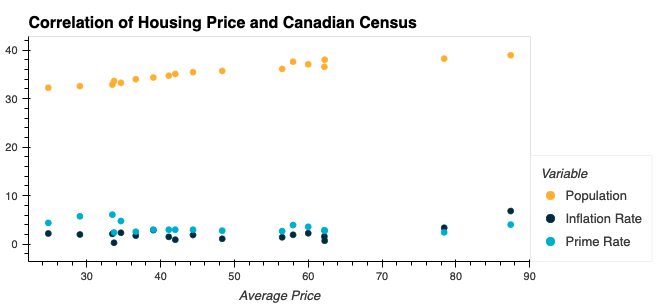 Correlation of Housing Price and Canadian Census
40
30
20
10
0
30
40
50
60
70
80
90
Average Price
Variable
Population
Inflation Rate
Prime Rate